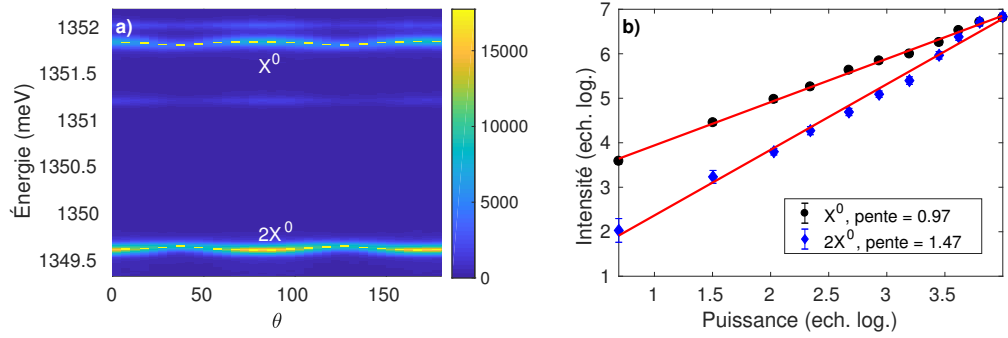 a)
1352
1351.5
1351
1350.5
1350
1349.5
Énergie (meV)
X⁰
2X⁰
0
50
100
150
θ
15000
10000
5000
0
b)
7
6
5
4
3
2
1
Intensité (ech. log.)
X⁰, pente = 0.97
2X⁰, pente = 1.47
1
1.5
2
2.5
3
3.5
Puissance (ech. log.)